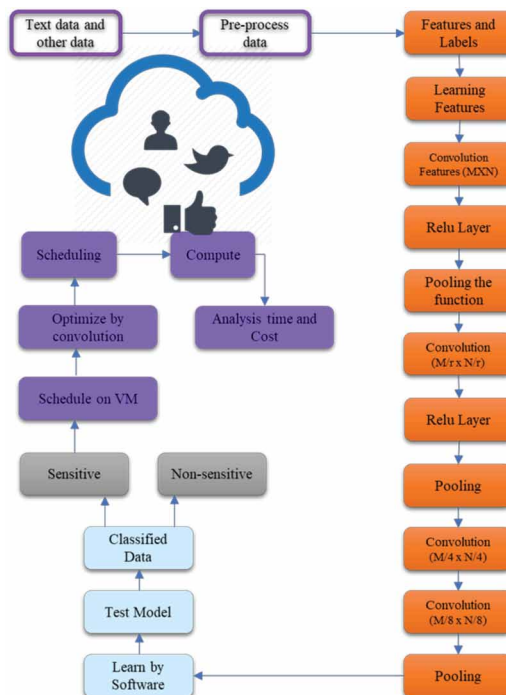 Text data and
other data
Pre-process
data
Features and
Labels
Learning
Features
Convolution
Features (MXN)
Relu Layer
Pooling the
function
Convolution
(M/r x N/r)
Relu Layer
Pooling
Convolution
(M/4 x N/4)
Convolution
(M/8 x N/8)
Pooling
Learn by
Software
Test Model
Classified
Data
Sensitive
Non-sensitive
Schedule on VM
Optimize by
convolution
Scheduling
Compute
Analysis time and
Cost